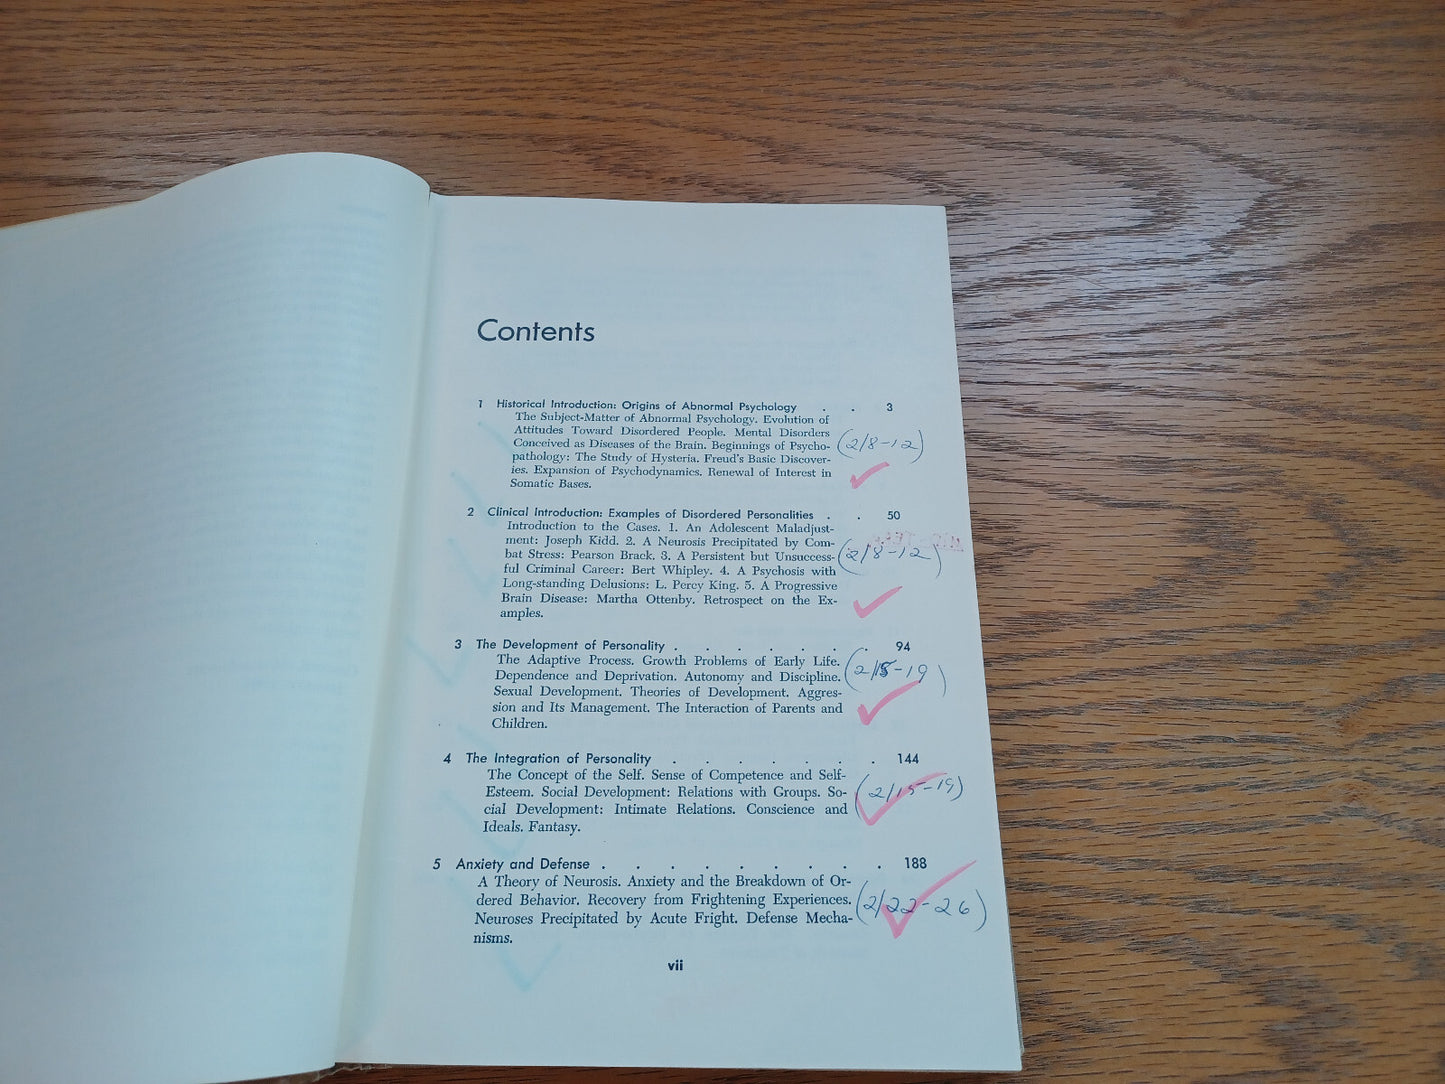 Contents
1 Historical Introduction: Origins of Abnormal Psychology . . 3
The Subject-Matter of Abnormal Psychology. Evolution of
Attitudes Toward Disordered People. Mental Disorders
Conceived as Diseases of the Brain. Beginnings of Psycho-
pathology: The Study of Hysteria. Freud's Basic Discover-
ies. Expansion of Psychodynamics. Renewal of Interest in
Somatic Bases.
(2/8-12)
2 Clinical Introduction: Examples of Disordered Personalities . . 50
Introduction to the Cases. 1. An Adolescent Maladjust-
ment: Joseph Kidd. 2. A Neurosis Precipitated by Com-
bat Stress: Pearson Brack. 3. A Persistent but Unsuccess-
ful Criminal Career: Bert Whipley. 4. A Psychosis with
Long-standing Delusions: L. Percy King. 5. A Progressive
Brain Disease: Martha Ottenby. Retrospect on the Ex-
amples.
(2/8-12)
3 The Development of Personality . . . . . . . . 94
The Adaptive Process. Growth Problems of Early Life.
Dependence and Deprivation. Autonomy and Discipline.
Sexual Development. Theories of Development. Aggres-
sion and Its Management. The Interaction of Parents and
Children.
(2/15-19)
4 The Integration of Personality . . . . . . . 144
The Concept of the Self. Sense of Competence and Self-
Esteem. Social Development: Relations with Groups. So-
cial Development: Intimate Relations. Conscience and
Ideals. Fantasy.
(2/15-19)
5 Anxiety and Defense . . . . . . . . . 188
A Theory of Neurosis. Anxiety and the Breakdown of Or-
dered Behavior. Recovery from Frightening Experiences.
Neuroses Precipitated by Acute Fright. Defense Mecha-
nisms.
(2/22-26)
vii